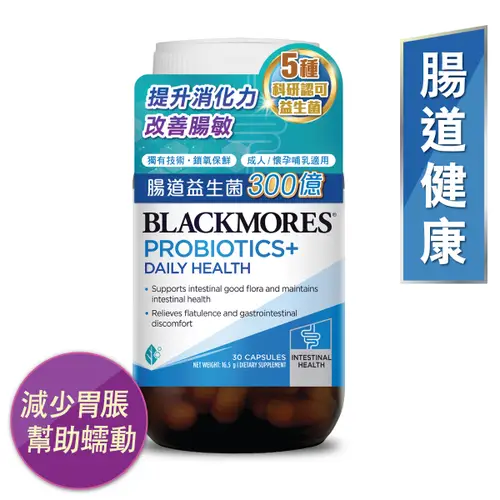 腸道健康
5種
科研認可
益生菌
提升消化力
改善腸敏
獨有技術・鎖氧保鮮
成人/懷孕哺乳適用
腸道益生菌300億
BLACKMORES®
PROBIOTICS+
DAILY HEALTH
• Supports intestinal good flora and maintains
intestinal health
• Relieves flatulence and gastrointestinal
discomfort
30 CAPSULES
NET WEIGHT: 16.5 g | DIETARY SUPPLEMENT
INTESTINAL
HEALTH
減少胃脹
幫助蠕動